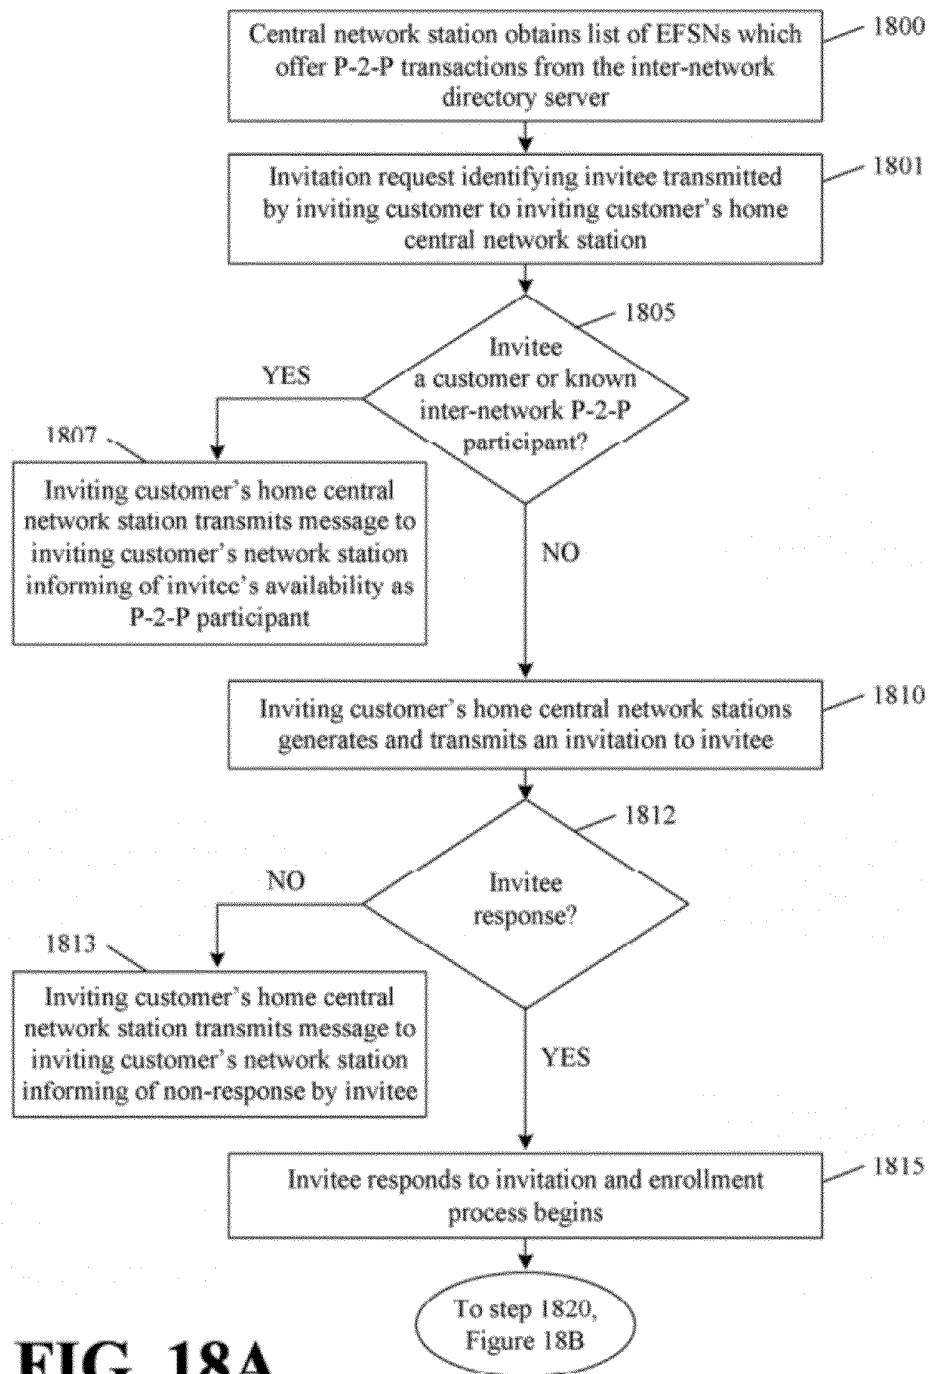 Central network station obtains list of EFSNs which
offer P-2-P transactions from the inter-network
directory server
1800
Invitation request identifying invitee transmitted
by inviting customer to inviting customer's home
central network station
1801
1805
Invitee
a customer or known
inter-network P-2-P
participant?
YES
1807
Inviting customer's home central
network station transmits message to
inviting customer's network station
informing of invitee's availability as
P-2-P participant
NO
Inviting customer's home central network stations
generates and transmits an invitation to invitee
1810
1812
Invitee
response?
NO
1813
Inviting customer's home central
network station transmits message to
inviting customer's network station
informing of non-response by invitee
YES
Invitee responds to invitation and enrollment
process begins
1815
To step 1820,
Figure 18B
FIG. 18A